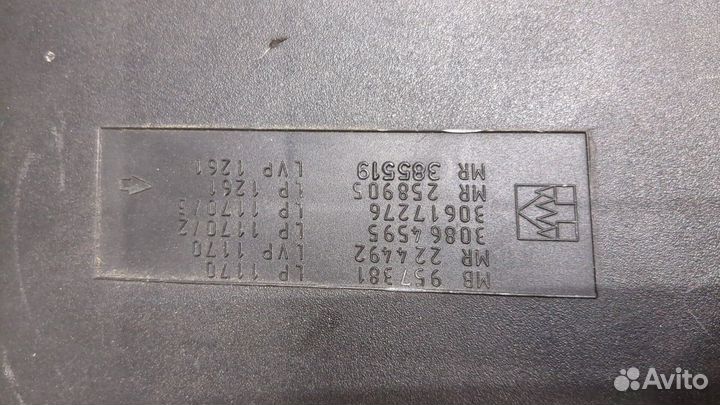 MB 957381 LP 1170
MR 224492 LVP 1170
30864595 LP 1170/2
30617276 LP 1170/3
MR 258905 LP 1261
MR 385519 LVP 1261
Avito